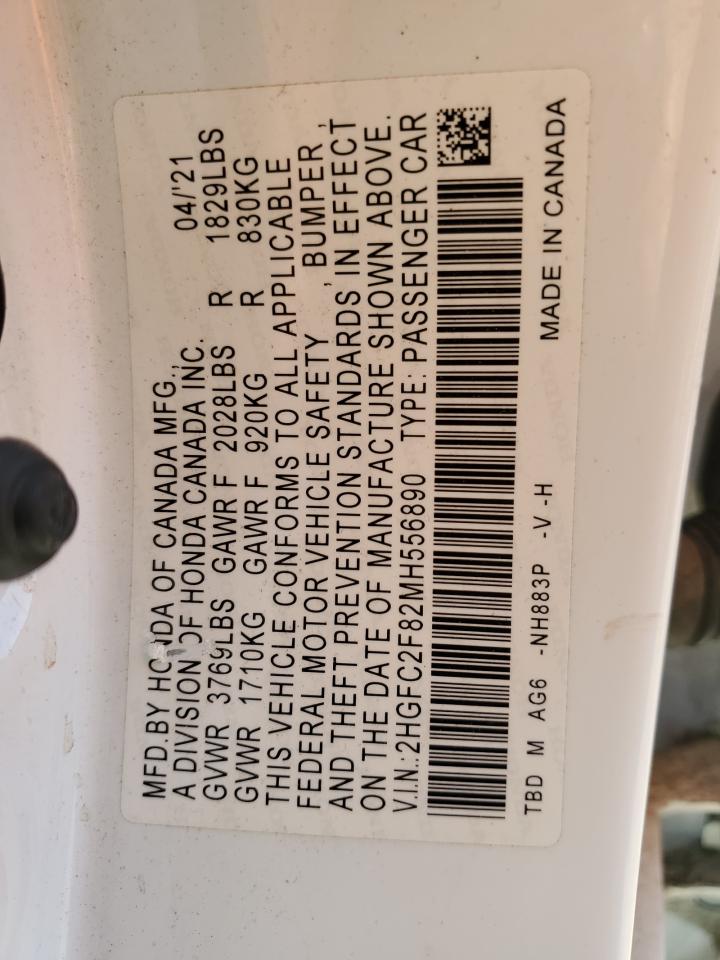 MFD.BY HONDA OF CANADA MFG., 04/'21
A DIVISION OF HONDA CANADA INC.
GVWR 3769LBS GAWR F 2028LBS R 1829LBS
GVWR 1710KG GAWR F 920KG R 830KG
THIS VEHICLE CONFORMS TO ALL APPLICABLE
FEDERAL MOTOR VEHICLE SAFETY , BUMPER ,
AND THEFT PREVENTION STANDARDS IN EFFECT
ON THE DATE OF MANUFACTURE SHOWN ABOVE.
V.I.N.:2HGFC2F82MH556890 TYPE: PASSENGER CAR
TBD M AG6 -NH883P -V -H MADE IN CANADA